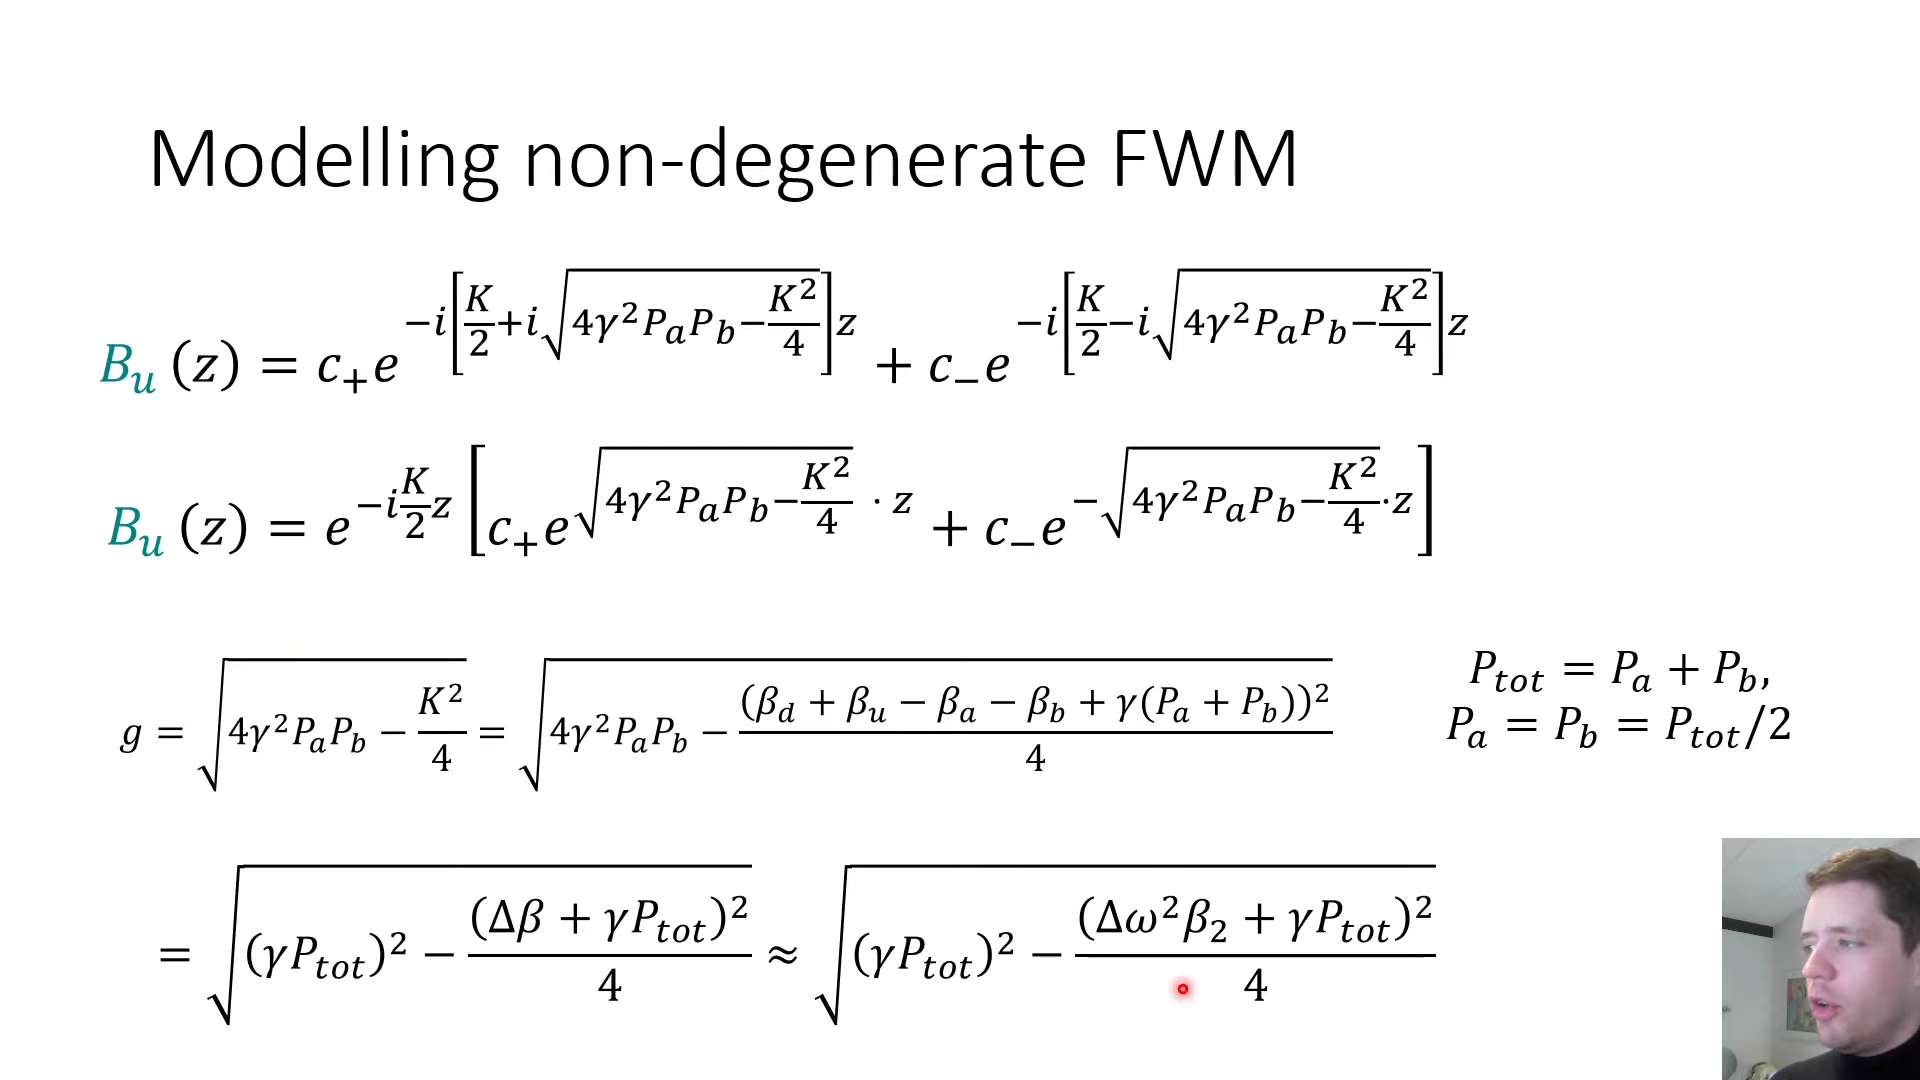 Modelling non-degenerate FWM
B_u (z) = c_+ e^{-i[K/2 + i√(4γ²P_aP_b − K²/4)]z} + c_− e^{-i[K/2 − i√(4γ²P_aP_b − K²/4)]z}
B_u (z) = e^{-i(K/2)z} [c_+ e^{√(4γ²P_aP_b − K²/4) · z} + c_− e^{-√(4γ²P_aP_b − K²/4)·z}]
g = √(4γ²P_aP_b − K²/4) = √(4γ²P_aP_b − (β_d + β_u − β_a − β_b + γ(P_a + P_b))²/4)
P_tot = P_a + P_b,
P_a = P_b = P_tot/2
= √((γP_tot)² − (Δβ + γP_tot)²/4) ≈ √((γP_tot)² − (Δω²β_2 + γP_tot)²/4)